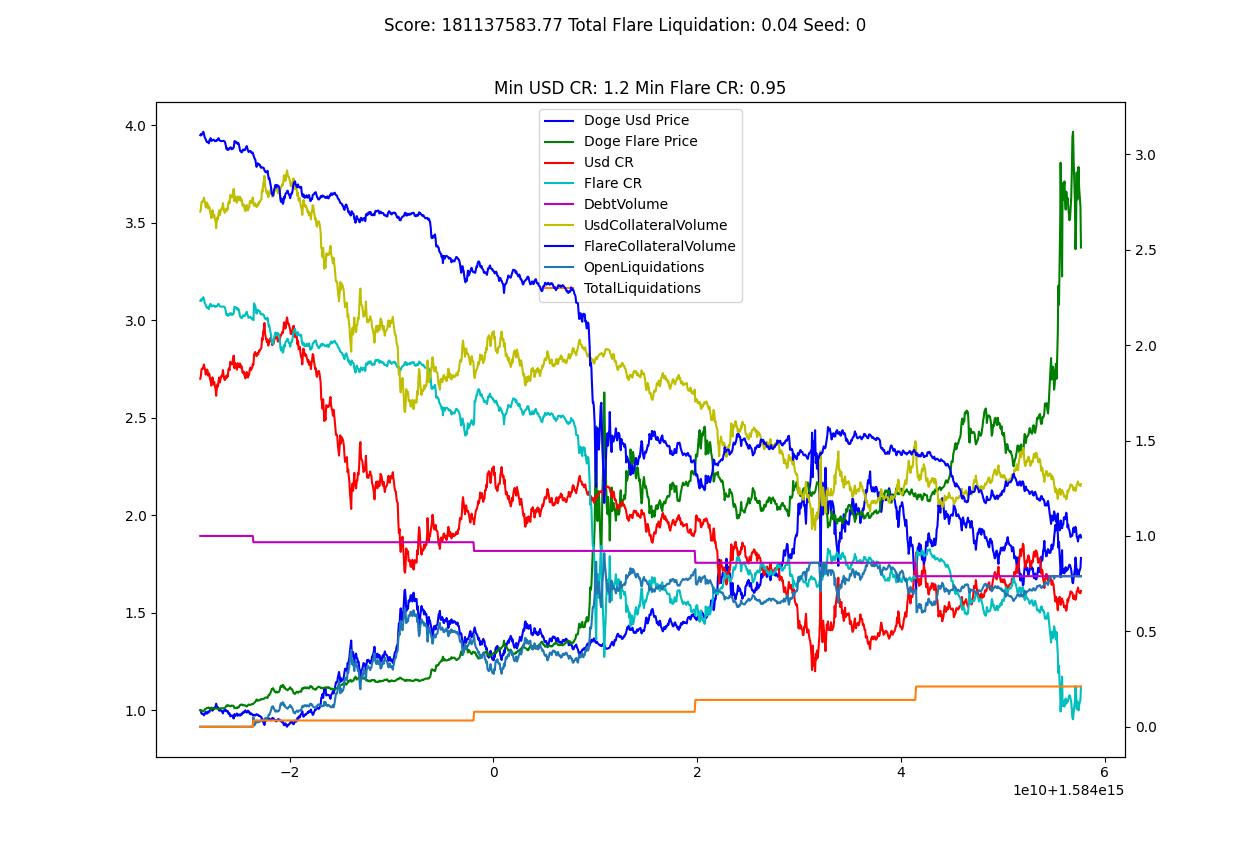 Score: 181137583.77 Total Flare Liquidation: 0.04 Seed: 0
Min USD CR: 1.2 Min Flare CR: 0.95
Doge Usd Price
Doge Flare Price
Usd CR
Flare CR
DebtVolume
UsdCollateralVolume
FlareCollateralVolume
OpenLiquidations
TotalLiquidations
4.0
3.5
3.0
2.5
2.0
1.5
1.0
3.0
2.5
2.0
1.5
1.0
0.5
0.0
−2
0
2
4
6
1e10+1.584e15